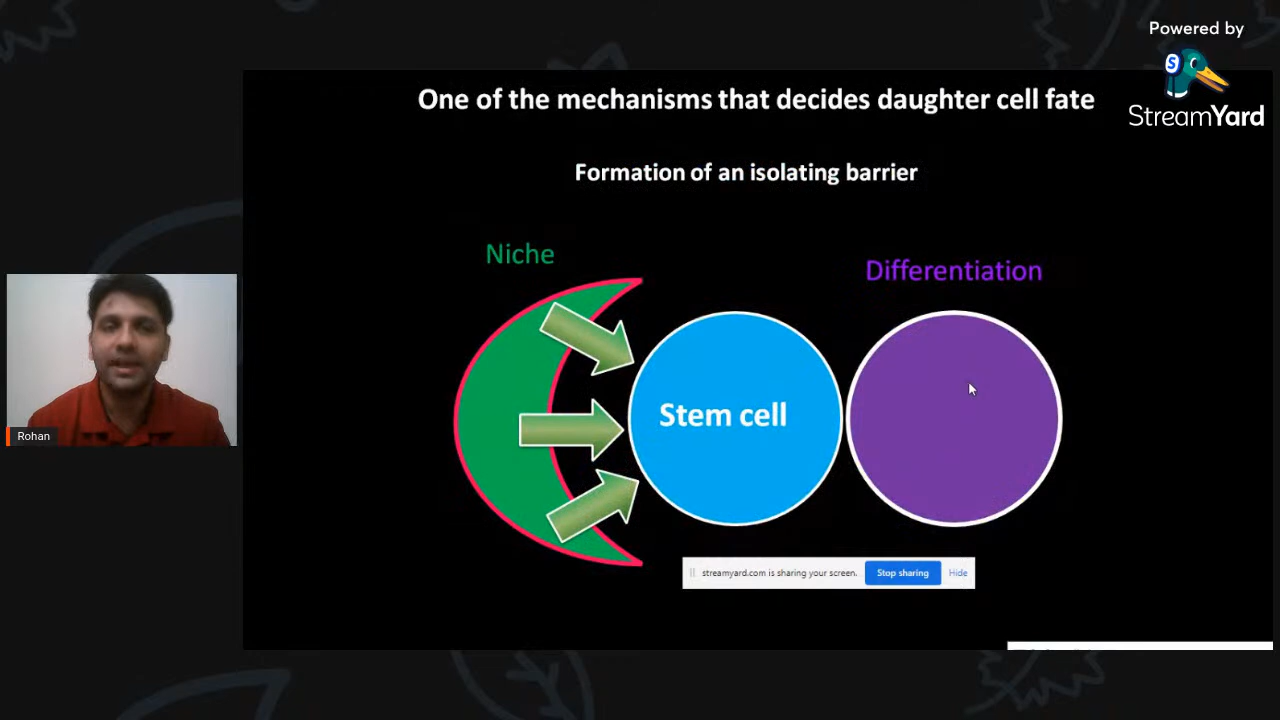 Powered by
StreamYard
One of the mechanisms that decides daughter cell fate
Formation of an isolating barrier
Niche
Differentiation
Stem cell
Rohan
streamyard.com is sharing your screen.
Stop sharing
Hide